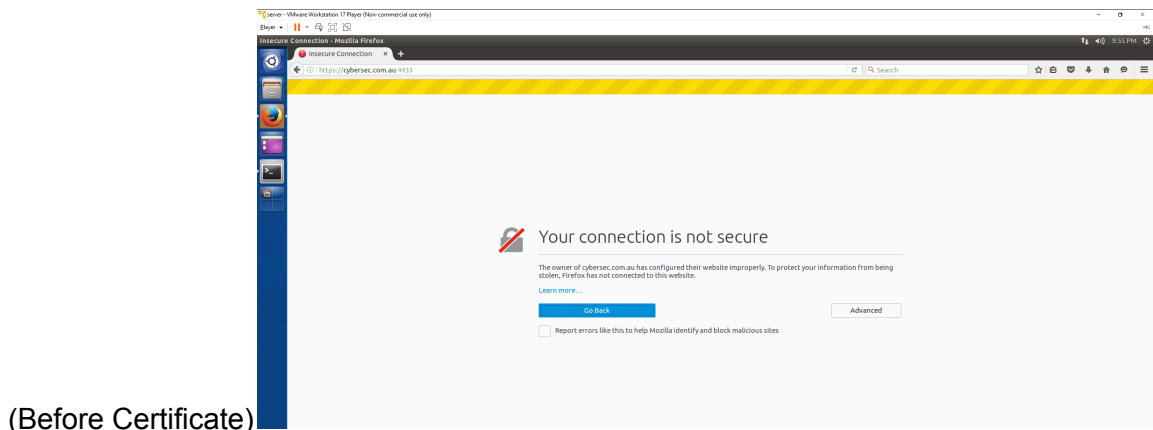 server - VMware Workstation 17 Player (Non-commercial use only)
Player
Insecure Connection - Mozilla Firefox
9:55 PM
Insecure Connection
https://cybersec.com.au:4433
Search
Your connection is not secure
The owner of cybersec.com.au has configured their website improperly. To protect your information from being
stolen, Firefox has not connected to this website.
Learn more...
Go Back
Advanced
Report errors like this to help Mozilla identify and block malicious sites
(Before Certificate)